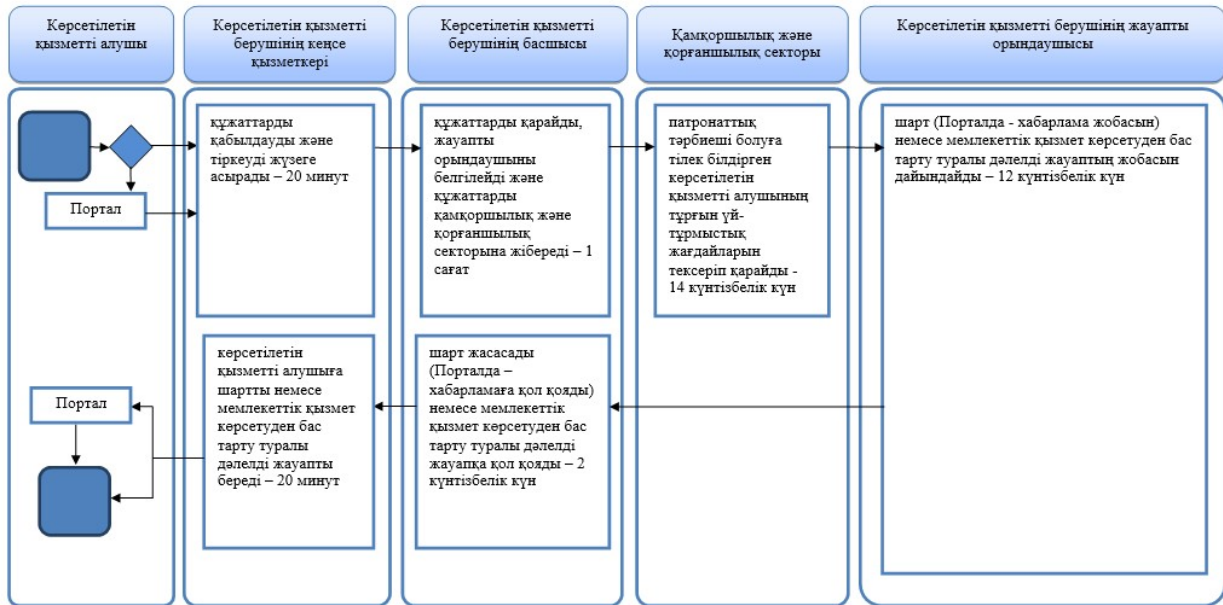 Көрсетілетін
қызметті алушы
Көрсетілетін қызметті
берушінің кеңсе
қызметкері
Көрсетілетін қызметті
берушінің басшысы
Қамқоршылық және
қорғаншылық секторы
Көрсетілетін қызметті берушінің жауапты
орындаушысы
Портал
құжаттарды
қабылдауды және
тіркеуді жүзеге
асырады – 20 минут
құжаттарды қарайды,
жауапты
орындаушыны
белгілейді және
құжаттарды
қамқоршылық және
қорғаншылық
секторына жібереді – 1
сағат
патронаттық
тәрбиеші болуға
тілек білдірген
көрсетілетін
қызметті алушының
тұрғын үй-
тұрмыстық
жағдайларын
тексеріп қарайды -
14 күнтізбелік күн
шарт (Порталда - хабарлама жобасын)
немесе мемлекеттік қызмет көрсетуден бас
тарту туралы дәлелді жауаптың жобасын
дайындайды – 12 күнтізбелік күн
шарт жасасады
(Порталда –
хабарламаға қол қояды)
немесе мемлекеттік
қызмет көрсетуден бас
тарту туралы дәлелді
жауапқа қол қояды – 2
күнтізбелік күн
көрсетілетін
қызметті алушыға
шартты немесе
мемлекеттік қызмет
көрсетуден бас
тарту туралы
дәлелді жауапты
береді – 20 минут
Портал